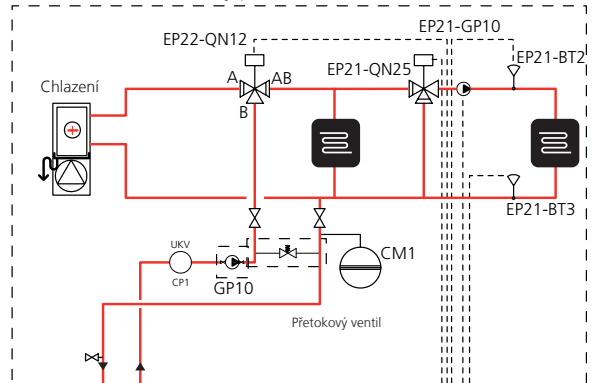 EP21-GP10
EP22-QN12
EP21-BT2
EP21-QN25
Chlazení
A
AB
B
EP21-BT3
UKV
CP1
GP10
CM1
Přetokový ventil